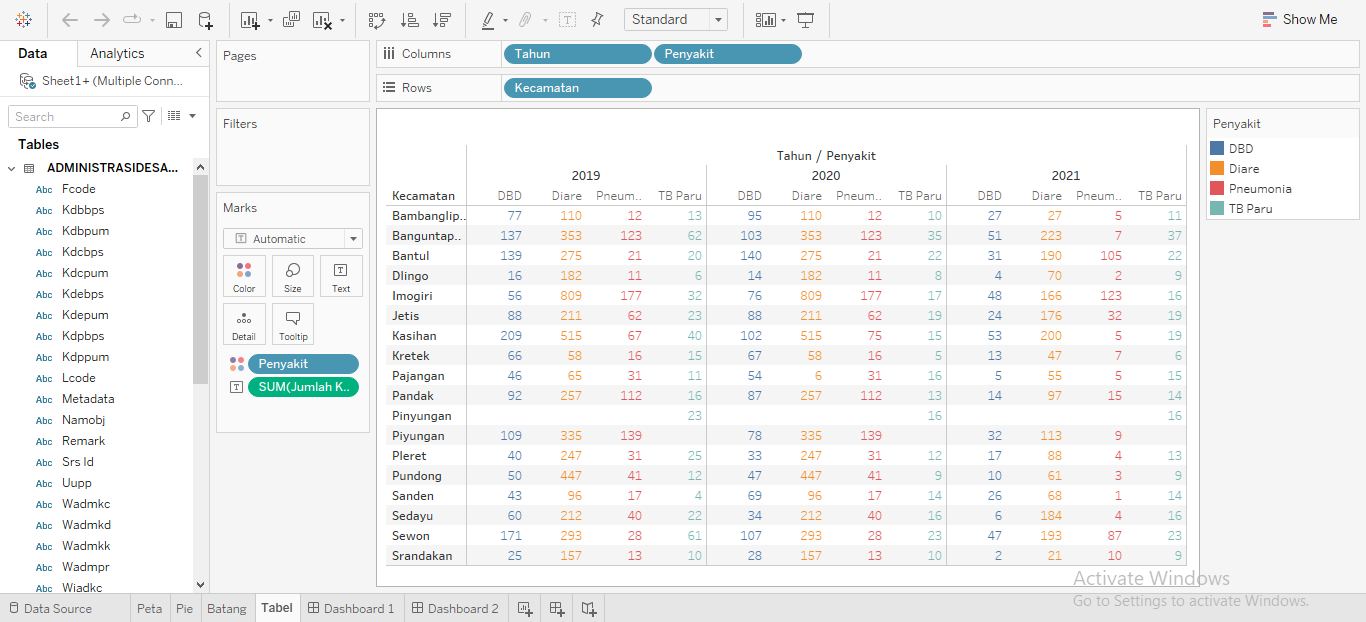 Standard
Show Me
Data Analytics
Sheet1+ (Multiple Conn...
Search
Tables
ADMINISTRASIDESA...
Abc Fcode
Abc Kdbbps
Abc Kdbpum
Abc Kdcbps
Abc Kdcpum
Abc Kdebps
Abc Kdepum
Abc Kdpbps
Abc Kdppum
Abc Lcode
Abc Metadata
Abc Namobj
Abc Remark
Abc Srs Id
Abc Uupp
Abc Wadmkc
Abc Wadmkd
Abc Wadmkk
Abc Wadmpr
Abc Wiadkc
Pages
Filters
Marks
T Automatic
Color Size Text
Detail Tooltip
Penyakit
T SUM(Jumlah K..
Columns Tahun Penyakit
Rows Kecamatan
Tahun / Penyakit
2019 2020 2021
Kecamatan DBD Diare Pneum.. TB Paru DBD Diare Pneum.. TB Paru DBD Diare Pneum.. TB Paru
Bambanglip.. 77 110 12 13 95 110 12 10 27 27 5 11
Banguntap.. 137 353 123 62 103 353 123 35 51 223 7 37
Bantul 139 275 21 20 140 275 21 22 31 190 105 22
Dlingo 16 182 11 6 14 182 11 8 4 70 2 9
Imogiri 56 809 177 32 76 809 177 17 48 166 123 16
Jetis 88 211 62 23 88 211 62 19 24 176 32 19
Kasihan 209 515 67 40 102 515 75 15 53 200 5 19
Kretek 66 58 16 15 67 58 16 5 13 47 7 6
Pajangan 46 65 31 11 54 6 31 16 5 55 5 15
Pandak 92 257 112 16 87 257 112 13 14 97 15 14
Pinyungan 23 16 16
Piyungan 109 335 139 78 335 139 32 113 9
Pleret 40 247 31 25 33 247 31 12 17 88 4 13
Pundong 50 447 41 12 47 447 41 9 10 61 3 9
Sanden 43 96 17 4 69 96 17 14 26 68 1 14
Sedayu 60 212 40 22 34 212 40 16 6 184 4 16
Sewon 171 293 28 61 107 293 28 23 47 193 87 23
Srandakan 25 157 13 10 28 157 13 10 2 21 10 9
Penyakit
DBD
Diare
Pneumonia
TB Paru
Activate Windows
Go to Settings to activate Windows.
Data Source Peta Pie Batang Tabel Dashboard 1 Dashboard 2